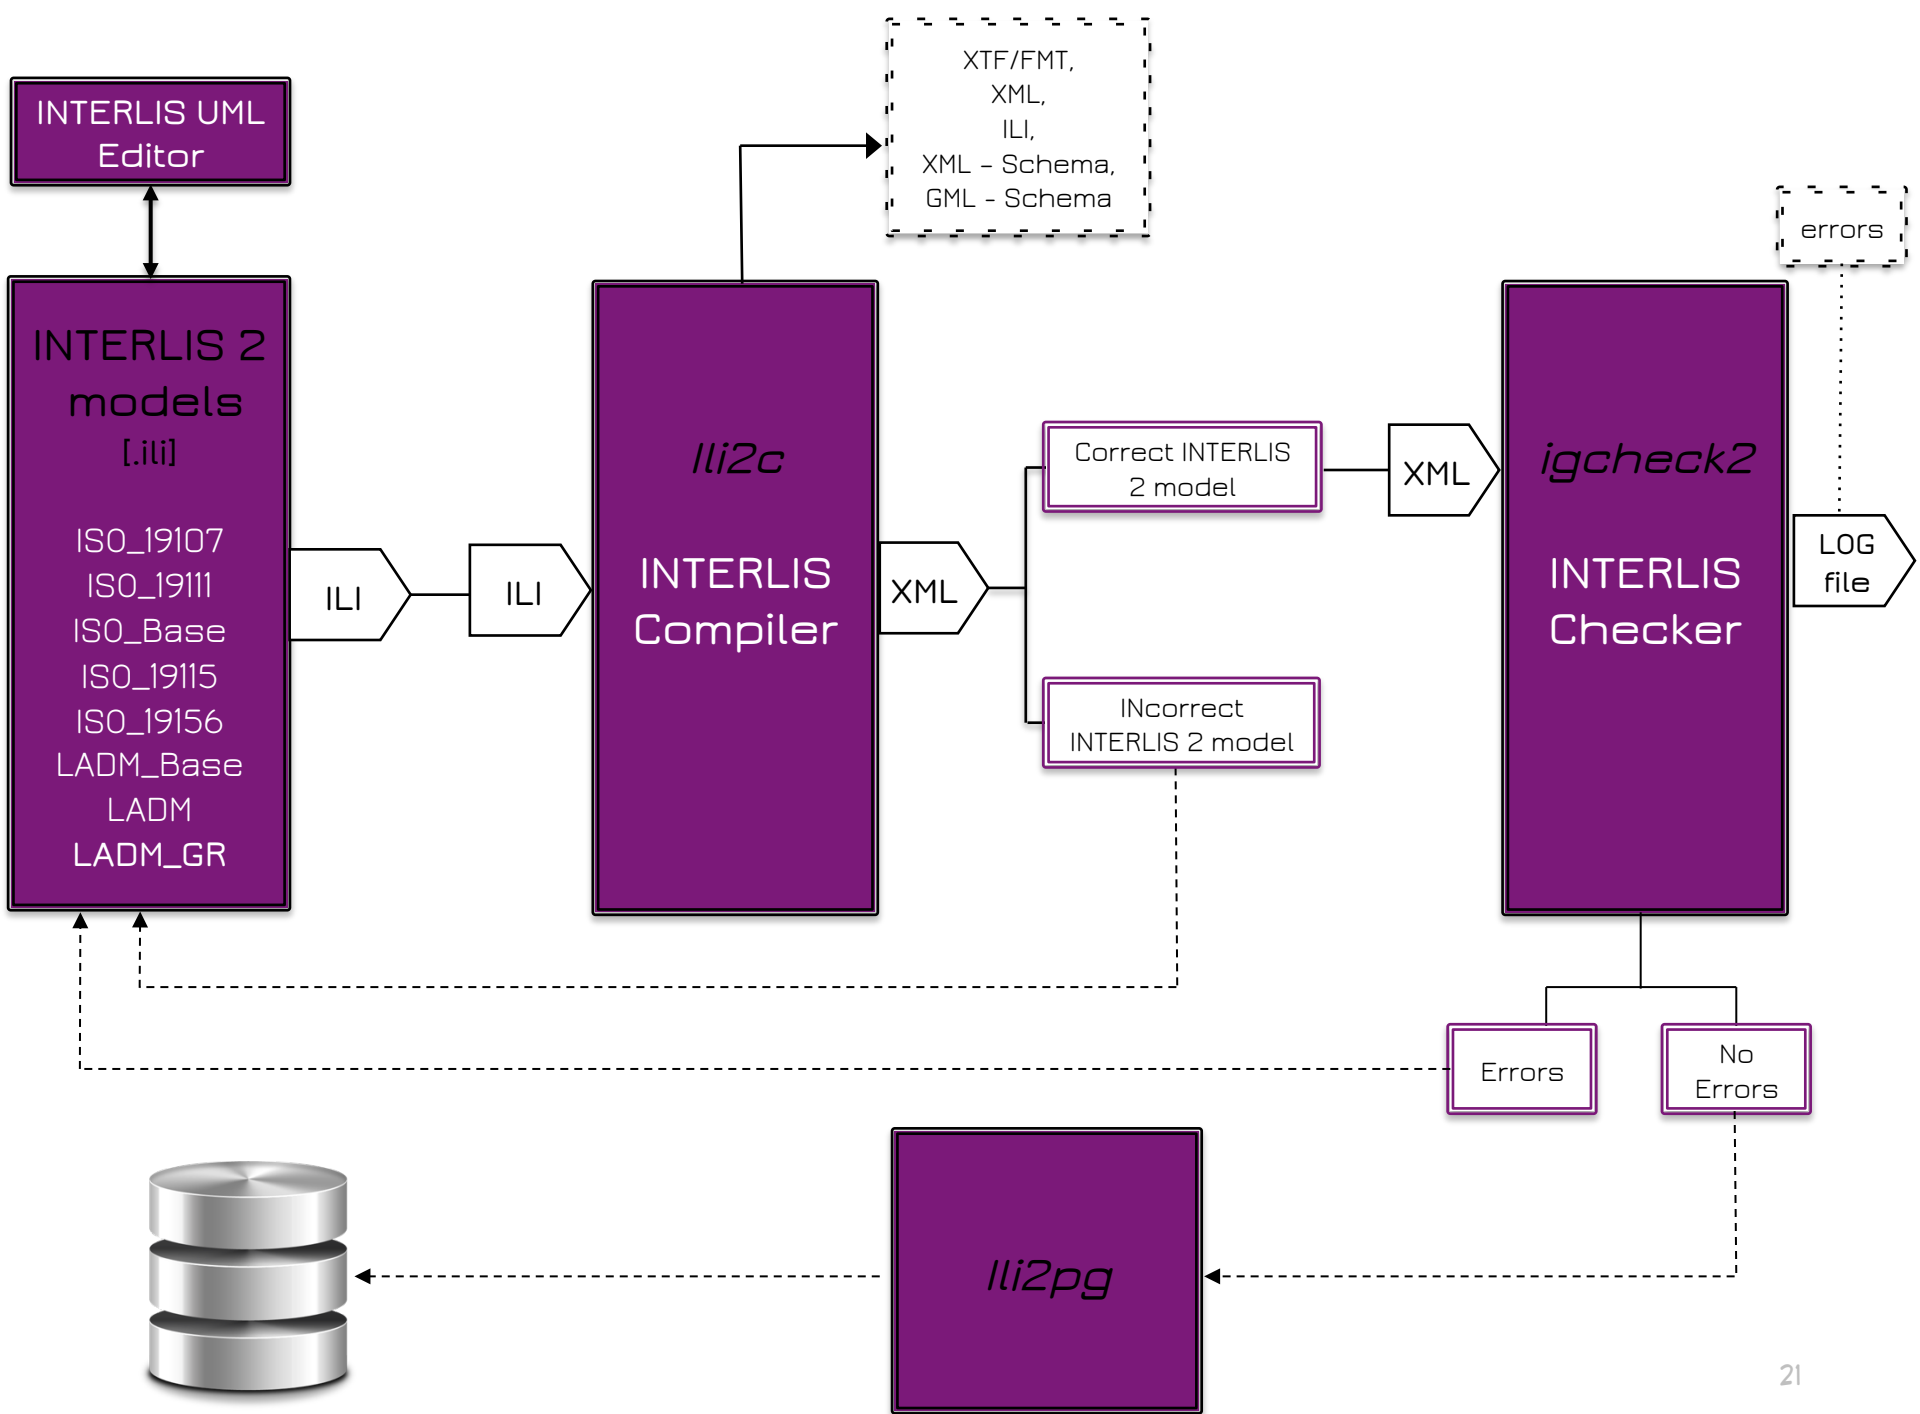 XTF/FMT,
XML,
ILI,
XML – Schema,
GML - Schema
INTERLIS UML
Editor
errors
INTERLIS 2
models
[.ili]
ISO_19107
ISO_19111
ISO_Base
ISO_19115
ISO_19156
LADM_Base
LADM
LADM_GR
ILI
ILI
Ili2c
INTERLIS
Compiler
XML
Correct INTERLIS
2 model
INcorrect
INTERLIS 2 model
XML
igcheck2
INTERLIS
Checker
LOG
file
Errors
No
Errors
Ili2pg
21